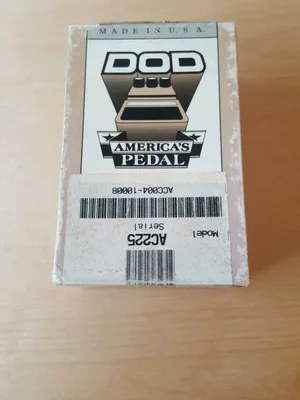 MADE IN U.S.A.
DOD
AMERICA'S
PEDAL
Model
AC225
Serial
ACC004-10008